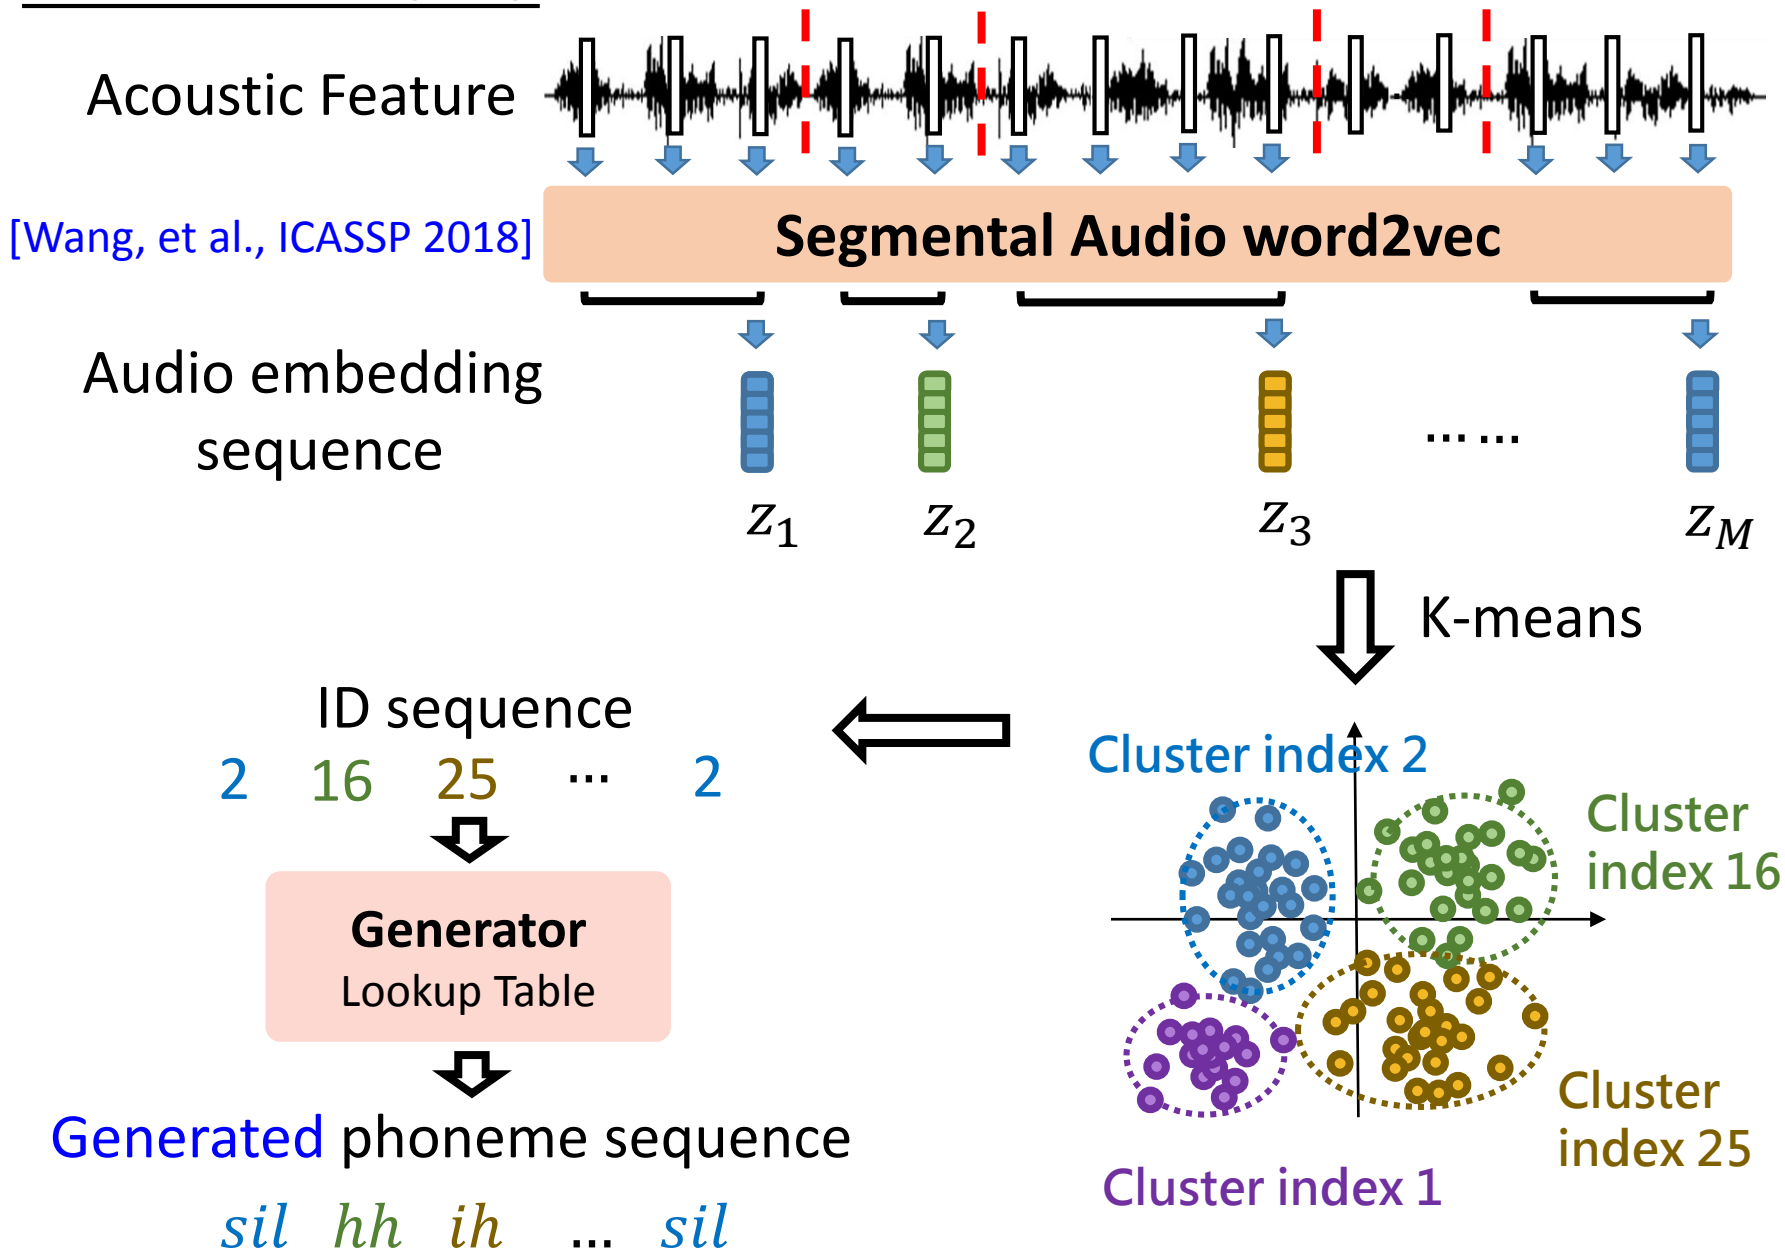 Acoustic Feature
[Wang, et al., ICASSP 2018]
Segmental Audio word2vec
Audio embedding
sequence
... ...
z1 z2 z3 zM
K-means
ID sequence
2 16 25 ... 2
Generator
Lookup Table
Generated phoneme sequence
sil hh ih ... sil
Cluster index 2
Cluster
index 16
Cluster
index 25
Cluster index 1